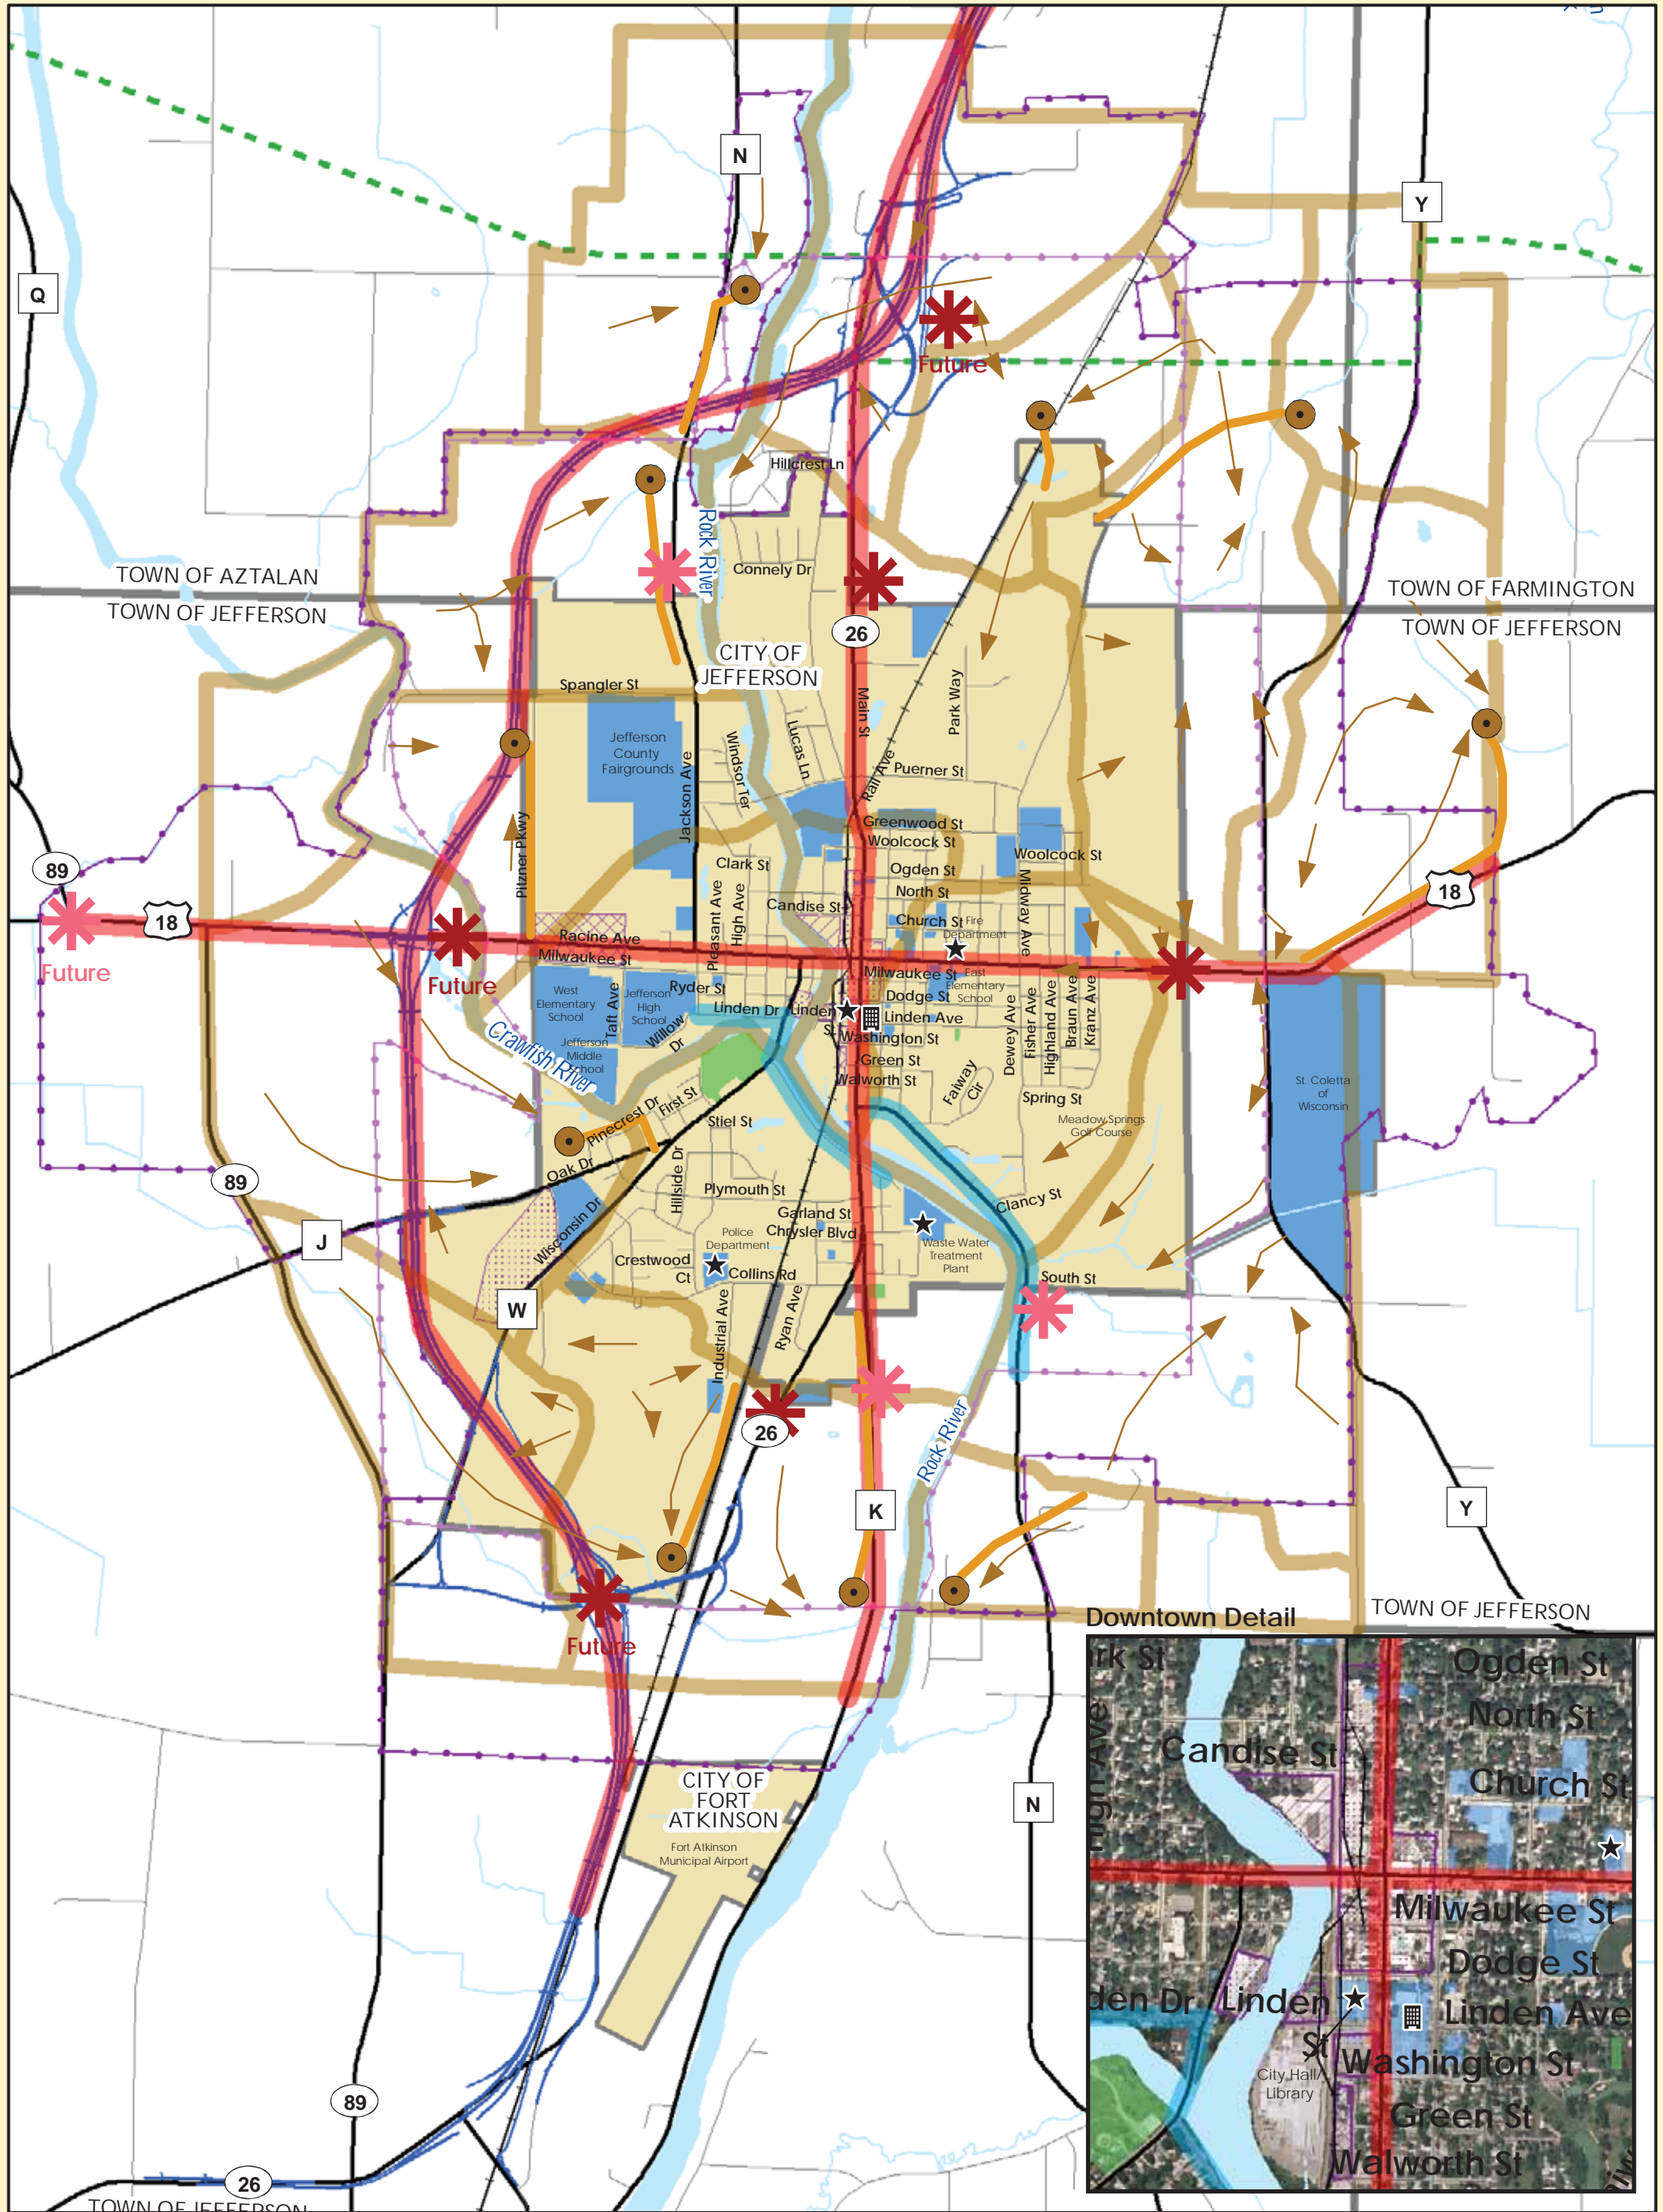 N
Y
Q
Future
Hillcrest Ln
Rock River
Connely Dr
TOWN OF AZTALAN
TOWN OF JEFFERSON
TOWN OF FARMINGTON
TOWN OF JEFFERSON
26
CITY OF
JEFFERSON
Spangler St
Main St
Park Way
Jefferson
County
Fairgrounds
Windsor Ter
Lucas Ln
Jackson Ave
Rail Ave
Puerner St
Pitzner Pkwy
Greenwood St
Woolcock St
Woolcock St
Clark St
Ogden St
89
18
18
Pleasant Ave
High Ave
North St
Midway Ave
Candise St
Church St
Fire
Department
Future
Racine Ave
Milwaukee St
Future
Milwaukee St
East
Elementary
School
West
Elementary
School
Taft Ave
Jefferson
High
School
Ryder St
Dodge St
Linden Dr
Linden
St
Linden Ave
Dewey Ave
Fisher Ave
Highland Ave
Braun Ave
Kranz Ave
Willow
Dr
Washington St
Jefferson
Middle
School
Crawfish River
Green St
Walworth St
Faiway
Cir
Spring St
St. Coletta
of
Wisconsin
Pinecrest Dr
First St
Stiel St
Meadow Springs
Golf Course
Oak Dr
89
Hillside Dr
Plymouth St
Clancy St
J
Wisconsin Dr
Garland St
Chrysler Blvd
Police
Department
Waste Water
Treatment
Plant
Crestwood
Ct
Collins Rd
South St
W
Industrial Ave
Ryan Ave
26
Rock River
K
Y
Future
TOWN OF JEFFERSON
Downtown Detail
CITY OF
FORT
ATKINSON
Fort Atkinson
Municipal Airport
N
89
26
TOWN OF JEFFERSON
rk St
Ogden St
North St
High Ave
Candise St
Church St
Milwaukee St
Dodge St
den Dr
Linden
St
Linden Ave
Washington St
City Hall/
Library
Green St
Walworth St